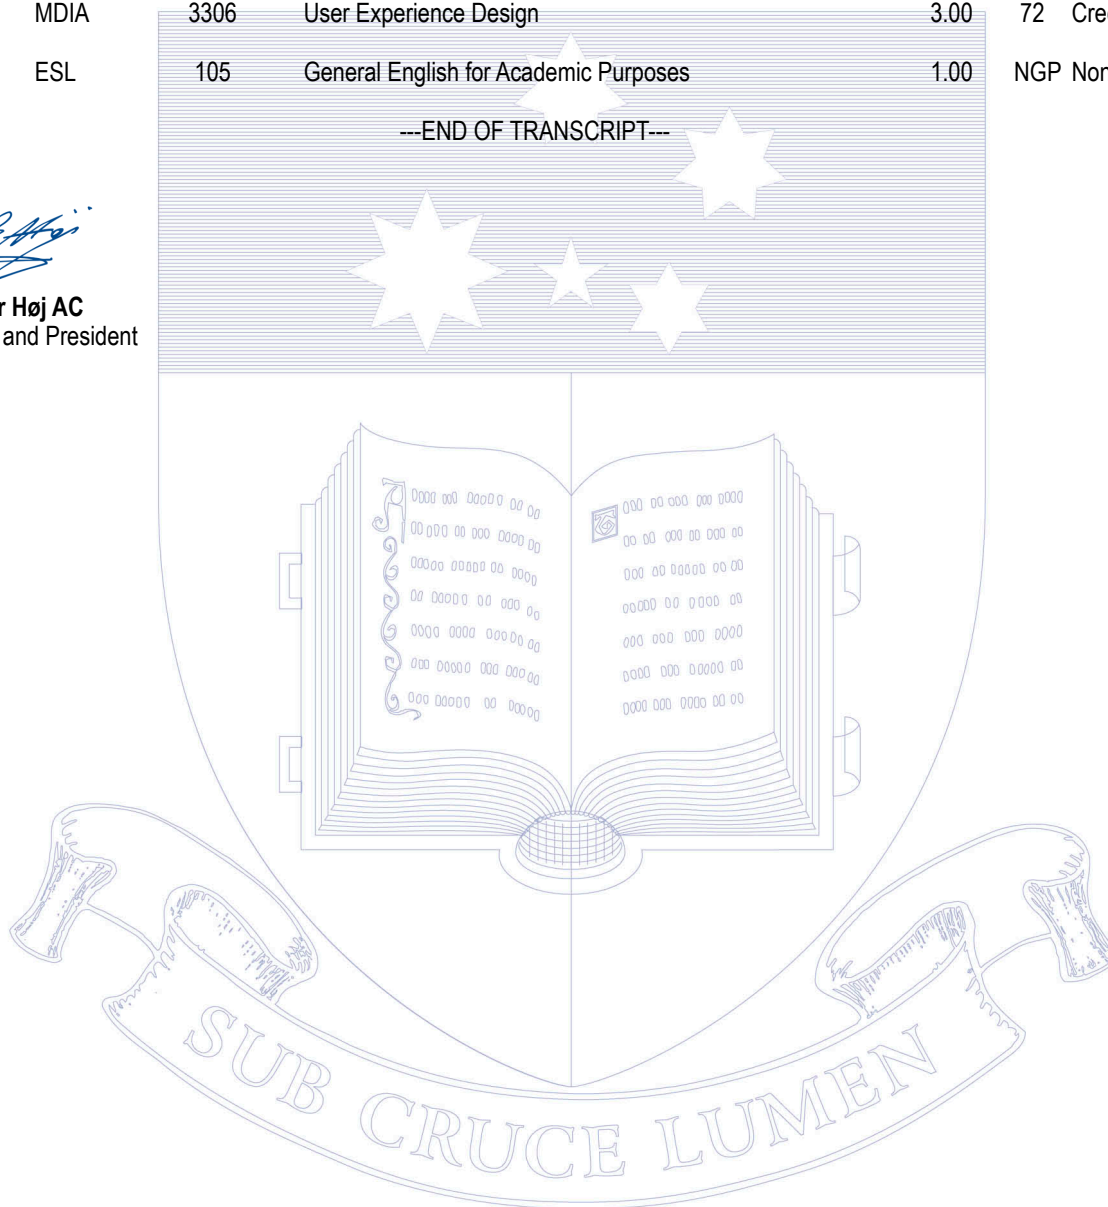 MDIA 3306 User Experience Design 3.00 72 Cre
ESL 105 General English for Academic Purposes 1.00 NGP Non
---END OF TRANSCRIPT---
r Høj AC
and President
SUB CRUCE LUMEN